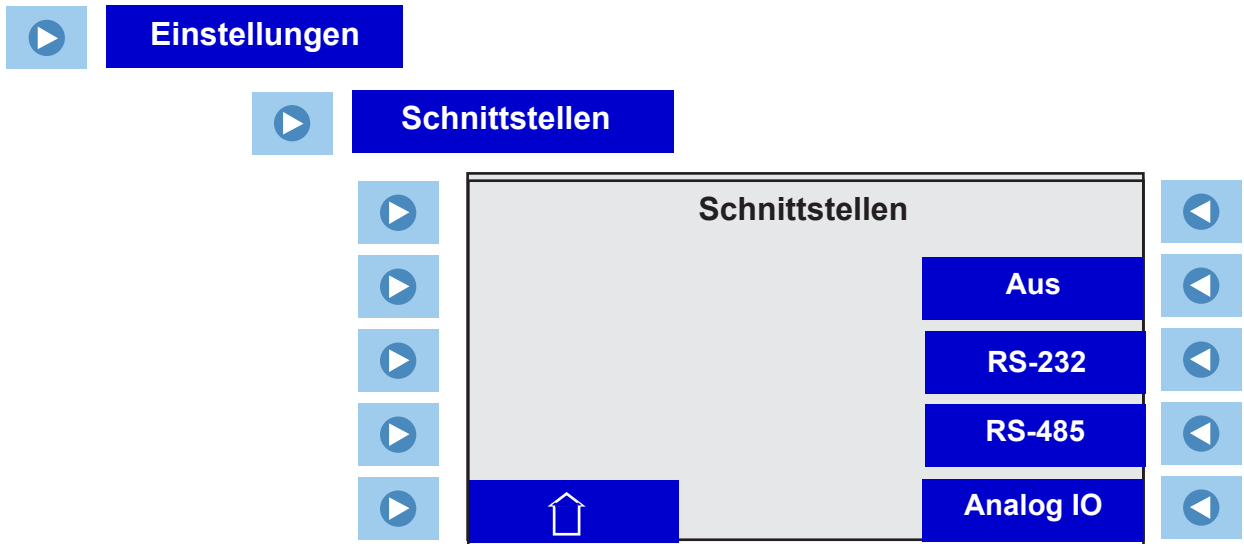 Einstellungen
Schnittstellen
Schnittstellen
Aus
RS-232
RS-485
Analog IO